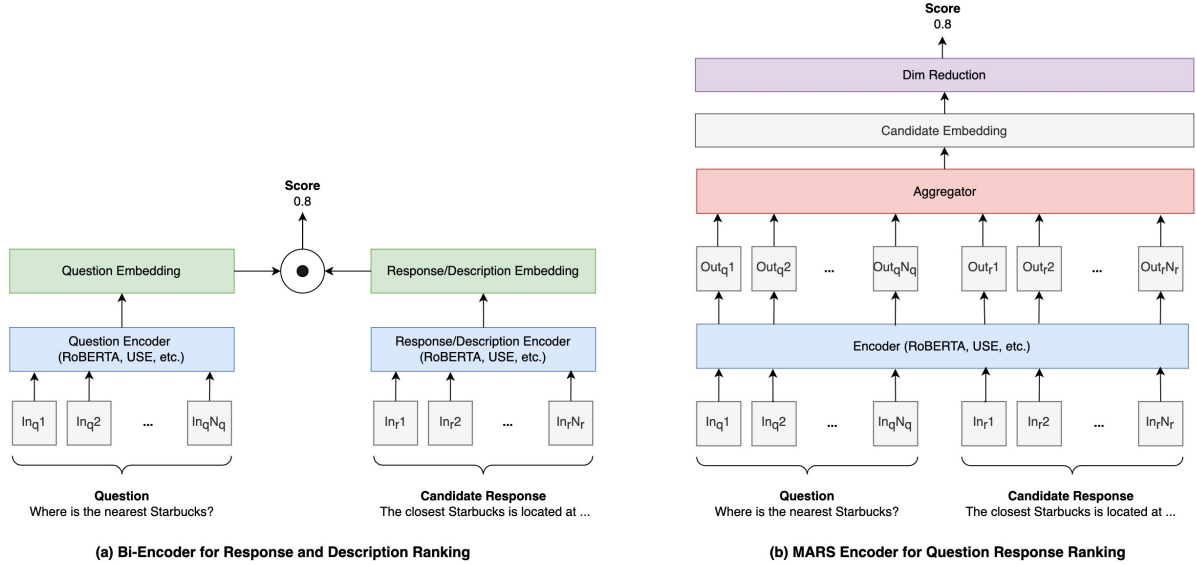 Score
0.8
Question Embedding
Response/Description Embedding
Question Encoder
(RoBERTA, USE, etc.)
Response/Description Encoder
(RoBERTA, USE, etc.)
Inq1
Inq2
...
InqNq
Inr1
Inr2
...
InrNr
Question
Where is the nearest Starbucks?
Candidate Response
The closest Starbucks is located at ...
(a) Bi-Encoder for Response and Description Ranking
Score
0.8
Dim Reduction
Candidate Embedding
Aggregator
Outq1
Outq2
...
OutqNq
Outr1
Outr2
...
OutrNr
Encoder (RoBERTA, USE, etc.)
Inq1
Inq2
...
InqNq
Inr1
Inr2
...
InrNr
Question
Where is the nearest Starbucks?
Candidate Response
The closest Starbucks is located at ...
(b) MARS Encoder for Question Response Ranking